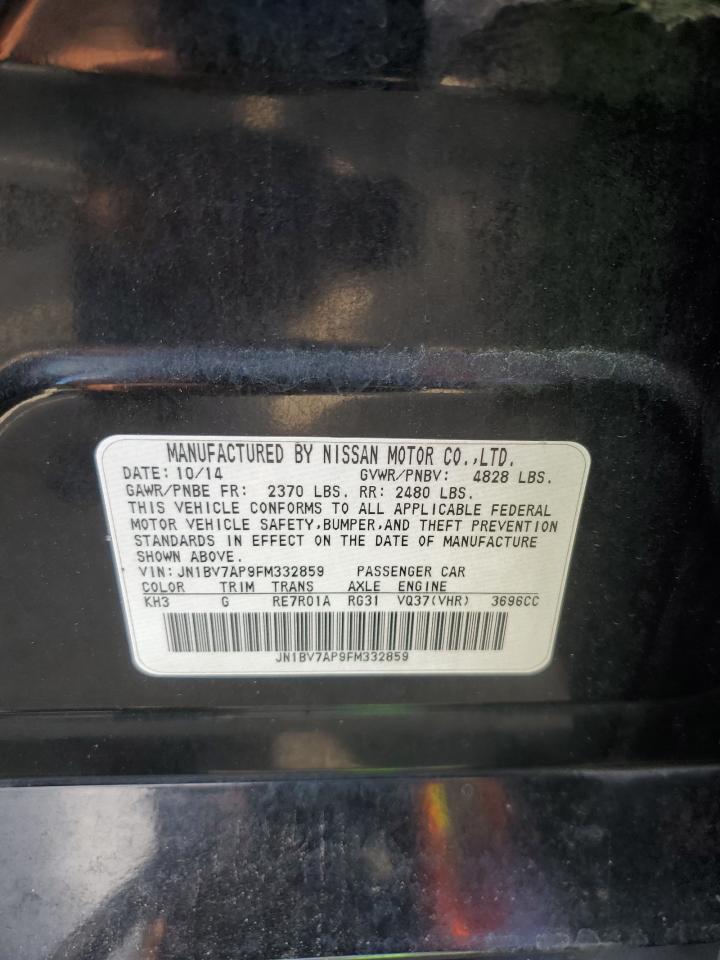 MANUFACTURED BY NISSAN MOTOR CO.,LTD.
DATE: 10/14 GVWR/PNBV: 4828 LBS.
GAWR/PNBE FR: 2370 LBS. RR: 2480 LBS.
THIS VEHICLE CONFORMS TO ALL APPLICABLE FEDERAL
MOTOR VEHICLE SAFETY,BUMPER,AND THEFT PREVENTION
STANDARDS IN EFFECT ON THE DATE OF MANUFACTURE
SHOWN ABOVE.
VIN: JN1BV7AP9FM332859 PASSENGER CAR
COLOR TRIM TRANS AXLE ENGINE
KH3 G RE7R01A RG31 VQ37(VHR) 3696CC
JN1BV7AP9FM332859